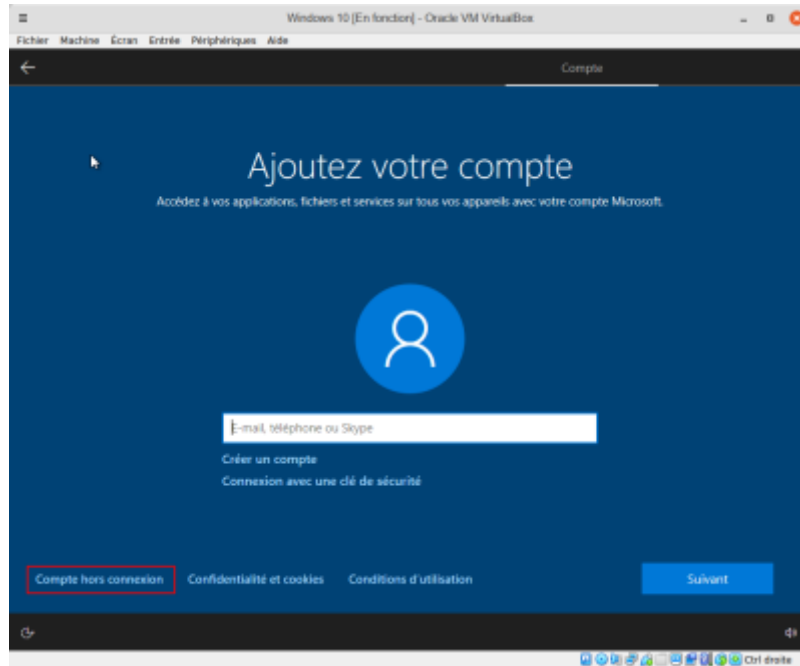 Windows 10 [En fonction] - Oracle VM VirtualBox
Fichier Machine Écran Entrée Périphériques Aide
Compte
Ajoutez votre compte
Accédez à vos applications, fichiers et services sur tous vos appareils avec votre compte Microsoft.
E-mail, téléphone ou Skype
Créer un compte
Connexion avec une clé de sécurité
Compte hors connexion Confidentialité et cookies Conditions d'utilisation Suivant
Ctrl droite